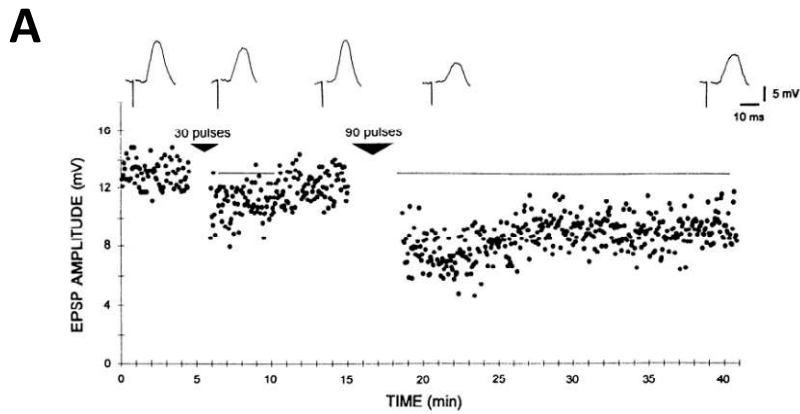 A
5 mV
10 ms
30 pulses
90 pulses
16
12
8
4
0
EPSP AMPLITUDE (mV)
0 5 10 15 20 25 30 35 40
TIME (min)